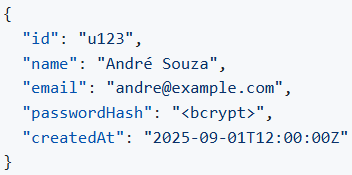 {
  "id": "u123",
  "name": "André Souza",
  "email": "andre@example.com",
  "passwordHash": "<bcrypt>",
  "createdAt": "2025-09-01T12:00:00Z"
}